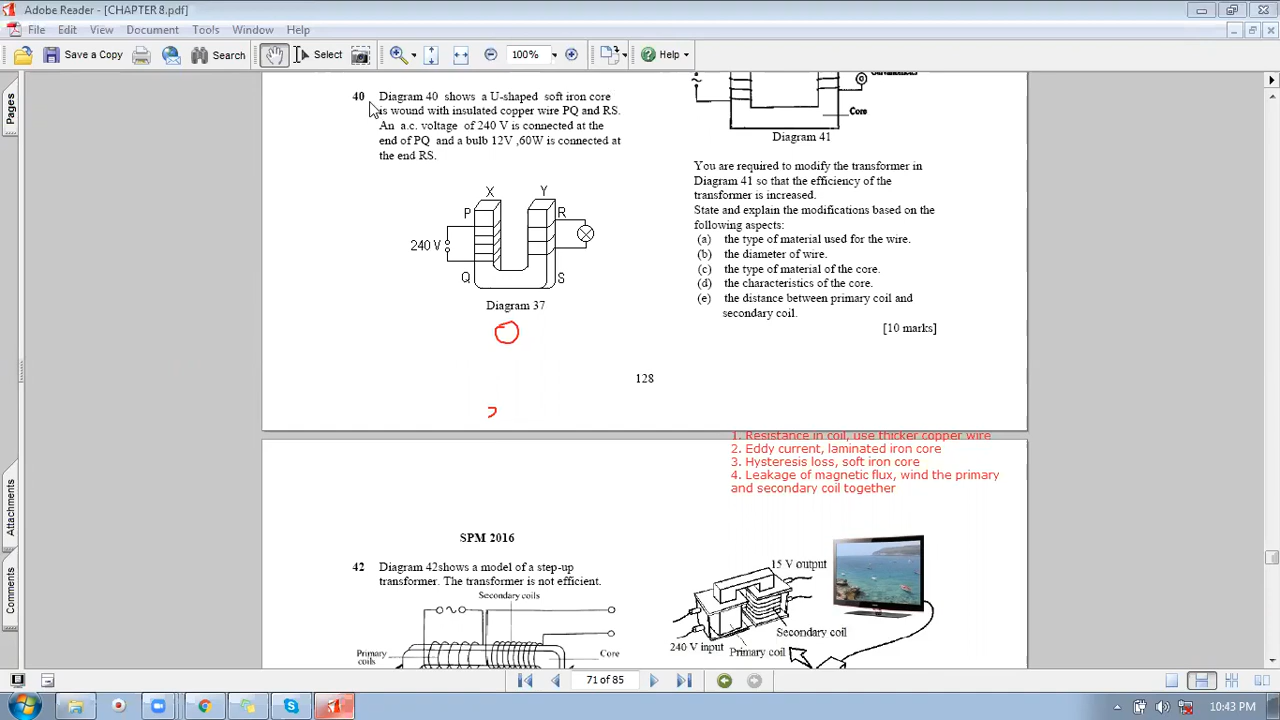 Adobe Reader - [CHAPTER 8.pdf]
File Edit View Document Tools Window Help
Save a Copy Search Select 100% Help
Pages
Attachments
Comments
40 Diagram 40 shows a U-shaped soft iron core
is wound with insulated copper wire PQ and RS.
An a.c. voltage of 240 V is connected at the
end of PQ and a bulb 12V ,60W is connected at
the end RS.
X Y
P R
240 V
Q S
Diagram 37
Core
Diagram 41
You are required to modify the transformer in
Diagram 41 so that the efficiency of the
transformer is increased.
State and explain the modifications based on the
following aspects:
(a) the type of material used for the wire.
(b) the diameter of wire.
(c) the type of material of the core.
(d) the characteristics of the core.
(e) the distance between primary coil and
secondary coil.
[10 marks]
128
1. Resistance in coil, use thicker copper wire
2. Eddy current, laminated iron core
3. Hysteresis loss, soft iron core
4. Leakage of magnetic flux, wind the primary
and secondary coil together
SPM 2016
42 Diagram 42shows a model of a step-up
transformer. The transformer is not efficient.
Secondary coils
Primary
coils
Core
15 V output
Secondary coil
240 V input
Primary coil
71 of 85
10:43 PM